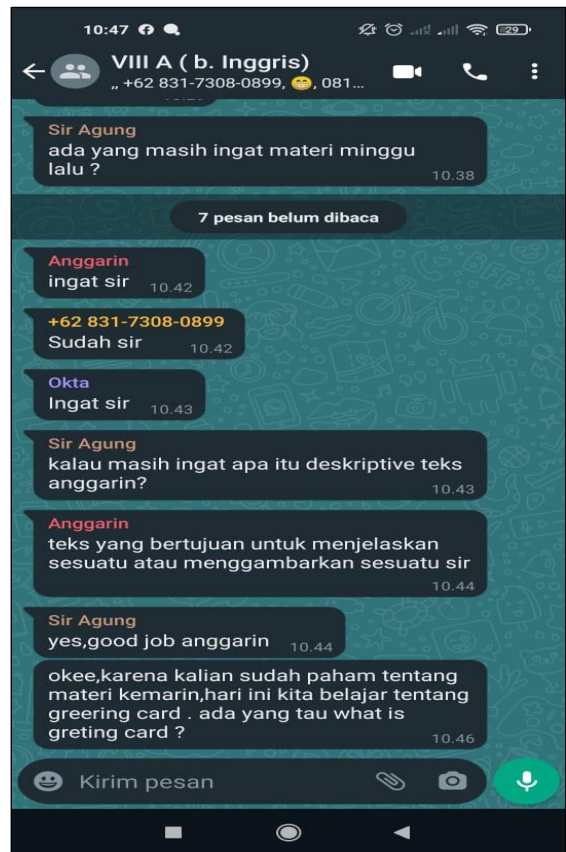 10:47
29
VIII A ( b. Inggris)
„ +62 831-7308-0899, 😁, 081...
Sir Agung
ada yang masih ingat materi minggu
lalu ?
10.38
7 pesan belum dibaca
Anggarin
ingat sir 10.42
+62 831-7308-0899
Sudah sir 10.42
Okta
Ingat sir 10.43
Sir Agung
kalau masih ingat apa itu deskriptive teks
anggarin?
10.43
Anggarin
teks yang bertujuan untuk menjelaskan
sesuatu atau menggambarkan sesuatu sir
10.44
Sir Agung
yes,good job anggarin 10.44
okee,karena kalian sudah paham tentang
materi kemarin,hari ini kita belajar tentang
greering card . ada yang tau what is
greting card ?
10.46
Kirim pesan